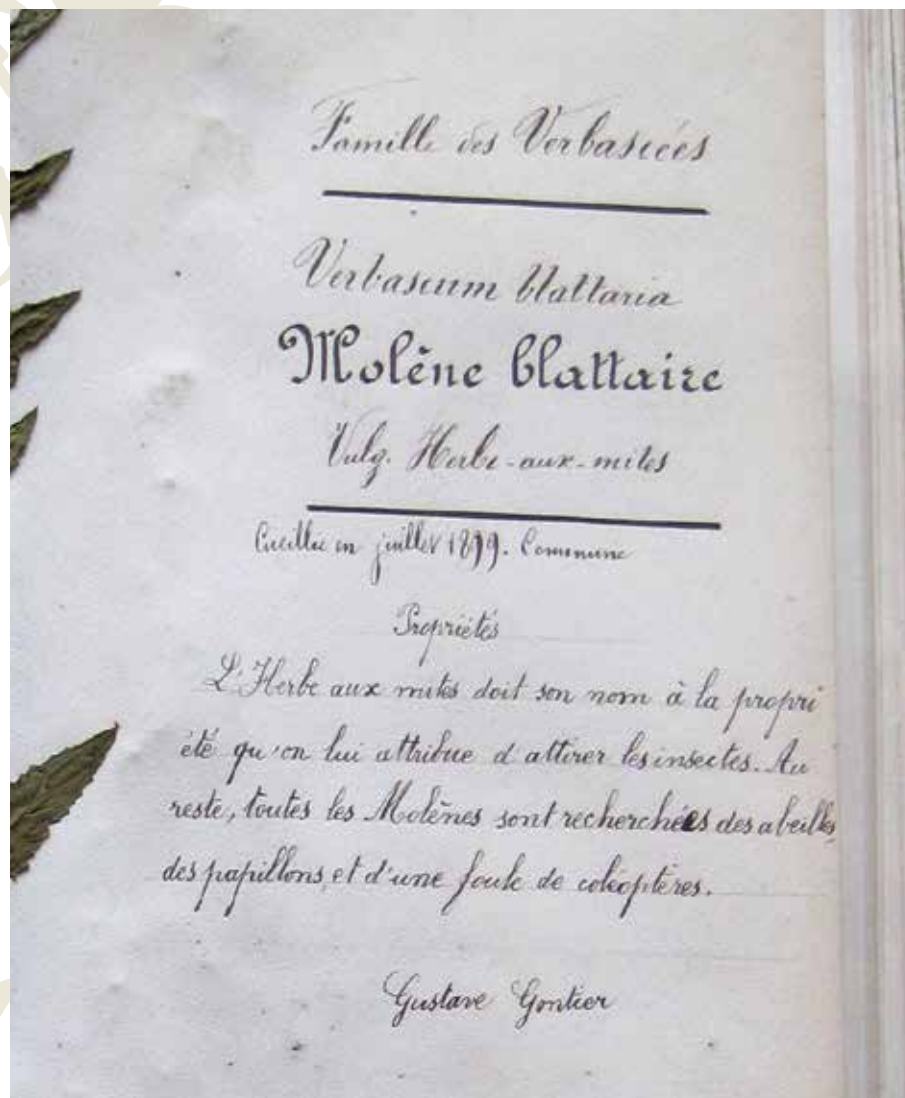 Famille des Verbascées
Verbascum blattaria
Molène blattaire
Vulg. Herbe-aux-mites
Cueillie en juillet 1899. Commune
Propriétés
L'Herbe aux mites doit son nom à la propri
été qu'on lui attribue d'attirer les insectes. Au
reste, toutes les Molènes sont recherchées des abeilles,
des papillons, et d'une foule de coléoptères.
Gustave Gontier